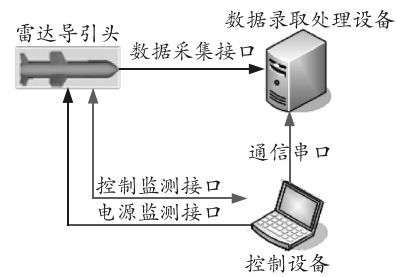 数据录取处理设备
雷达导引头
数据采集接口
通信串口
控制监测接口
电源监测接口
控制设备